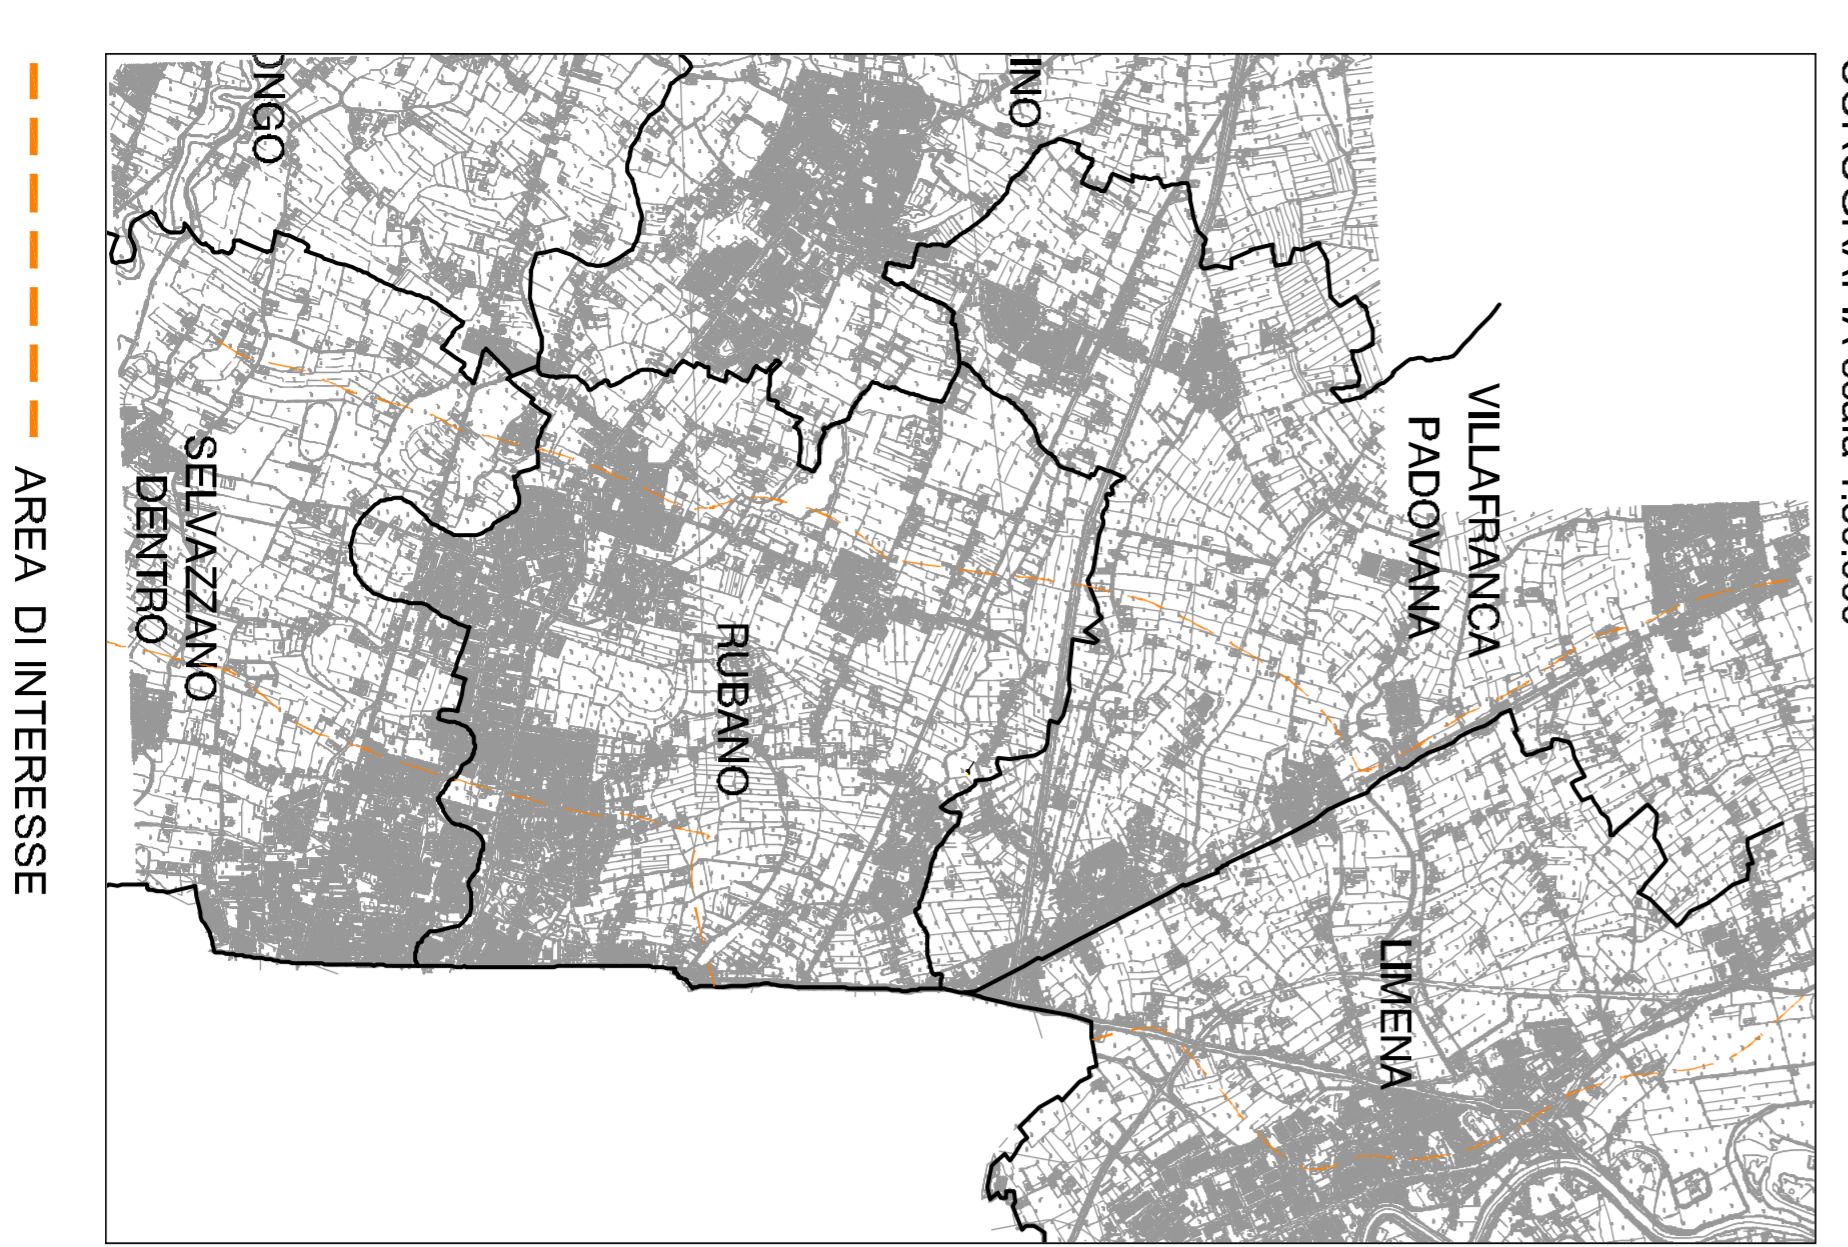 VILLAFRANCA
PADOVANA
LIMENA
RUBANO
SELVAZZANO
DENTRO
AREA DI INTERESSE